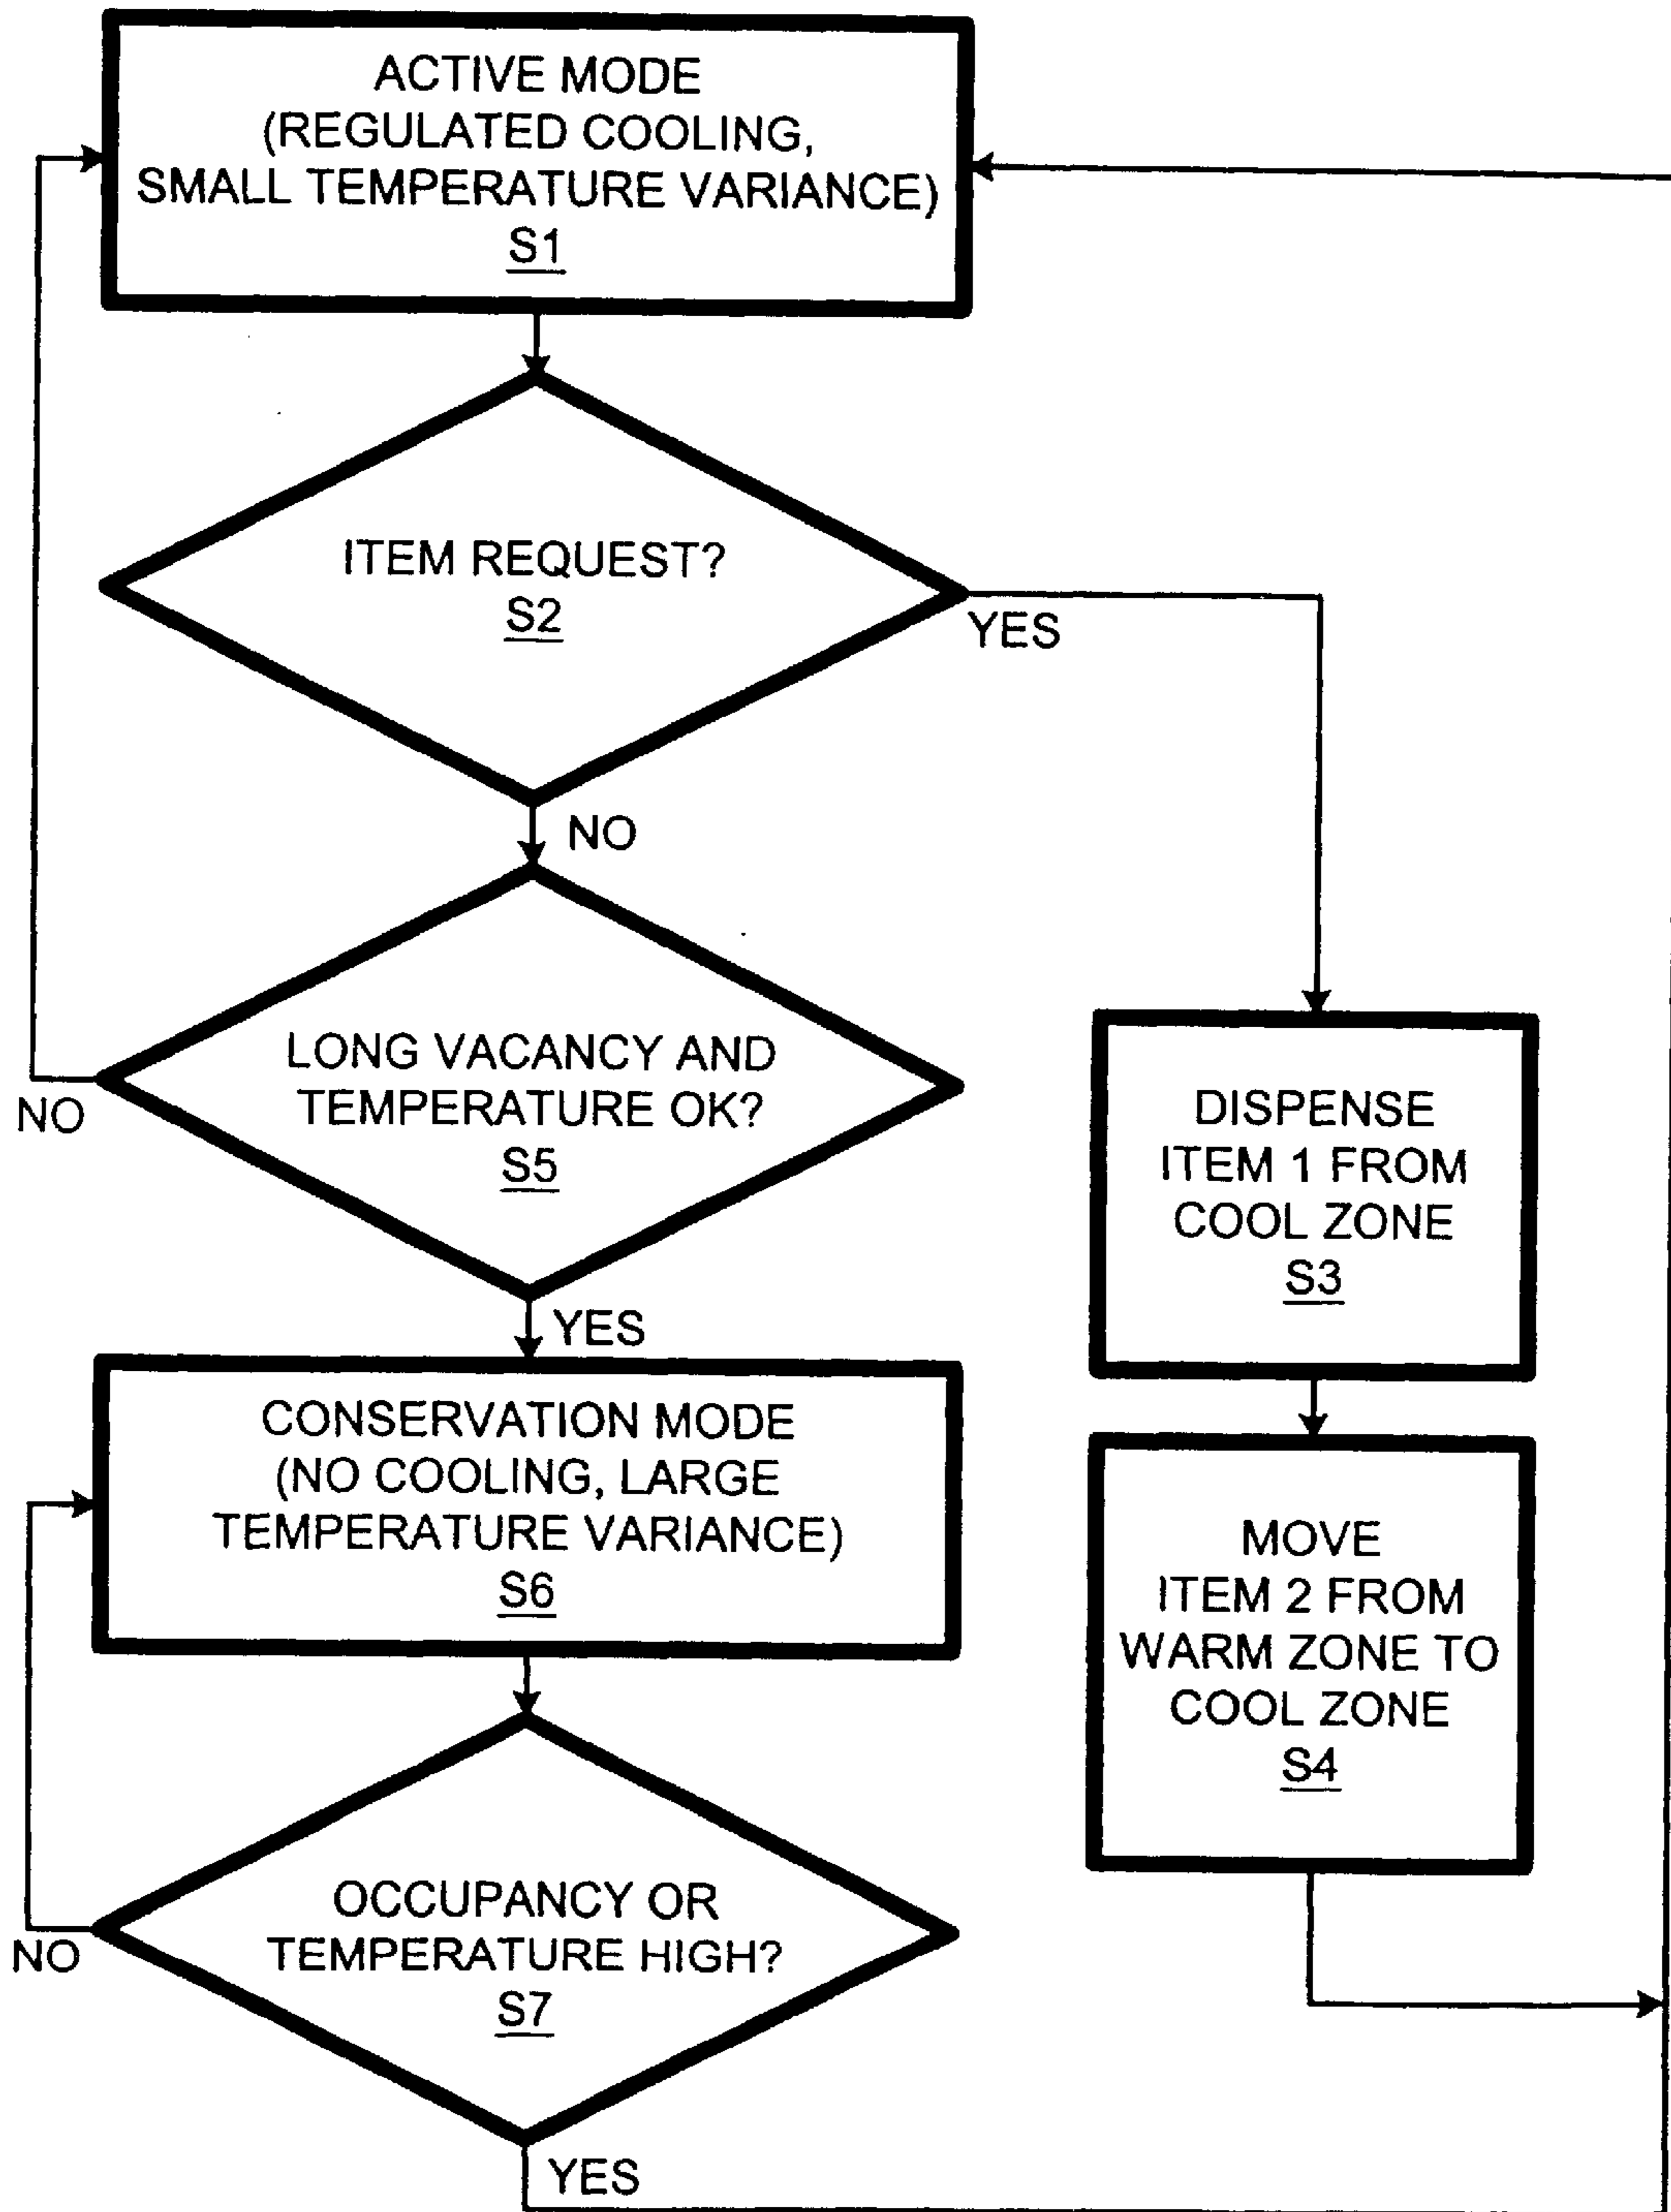 ACTIVE MODE
(REGULATED COOLING,
SMALL TEMPERATURE VARIANCE)
S1
ITEM REQUEST?
S2
YES
NO
LONG VACANCY AND
TEMPERATURE OK?
S5
NO
YES
DISPENSE
ITEM 1 FROM
COOL ZONE
S3
CONSERVATION MODE
(NO COOLING, LARGE
TEMPERATURE VARIANCE)
S6
MOVE
ITEM 2 FROM
WARM ZONE TO
COOL ZONE
S4
OCCUPANCY OR
TEMPERATURE HIGH?
S7
NO
YES